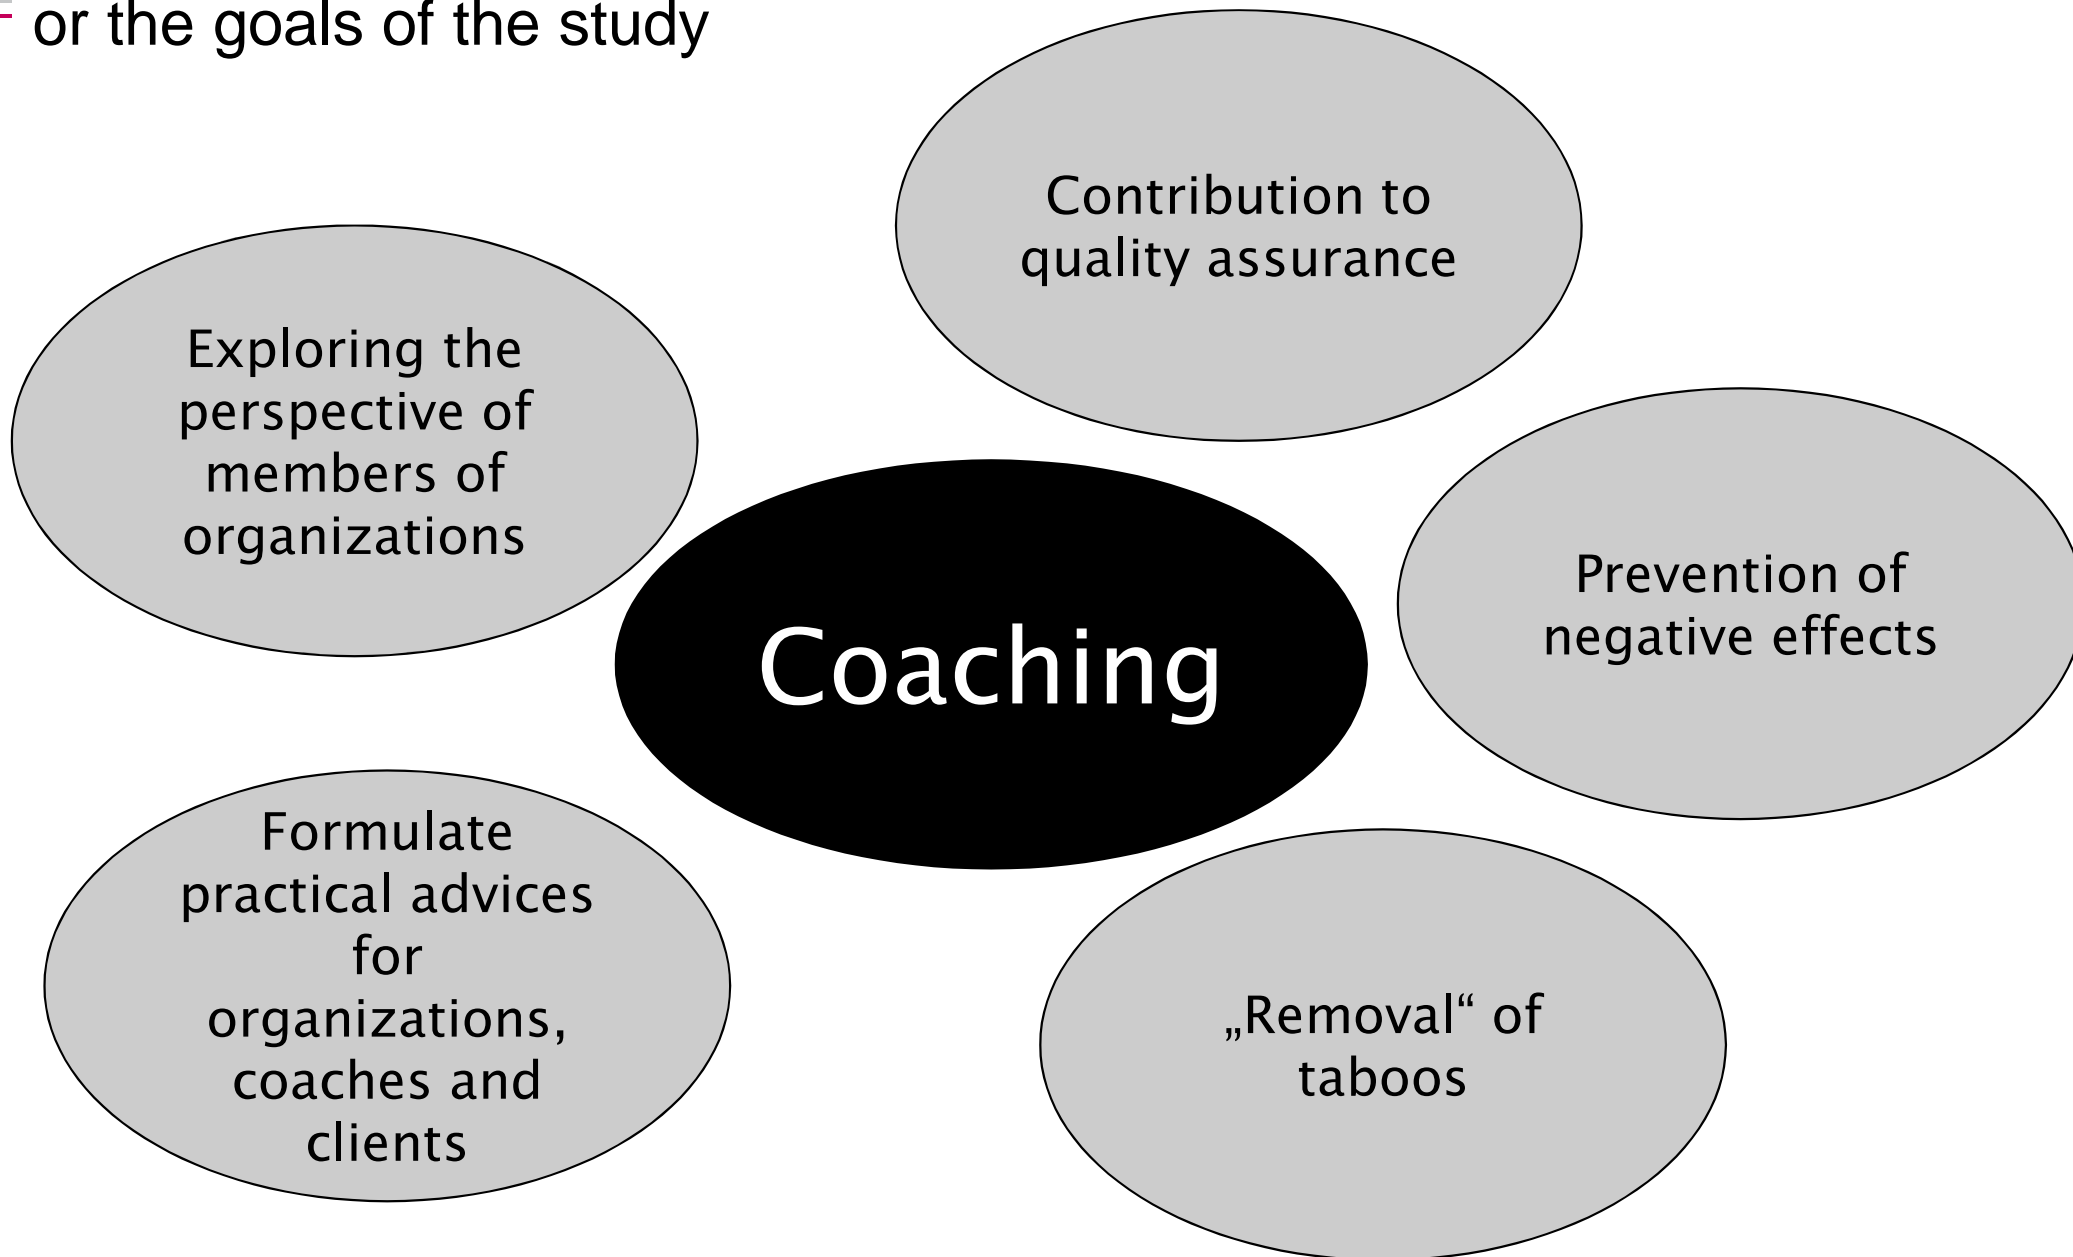 or the goals of the study
Contribution to
quality assurance
Exploring the
perspective of
members of
organizations
Prevention of
negative effects
Coaching
Formulate
practical advices
for
organizations,
coaches and
clients
„Removal“ of
taboos